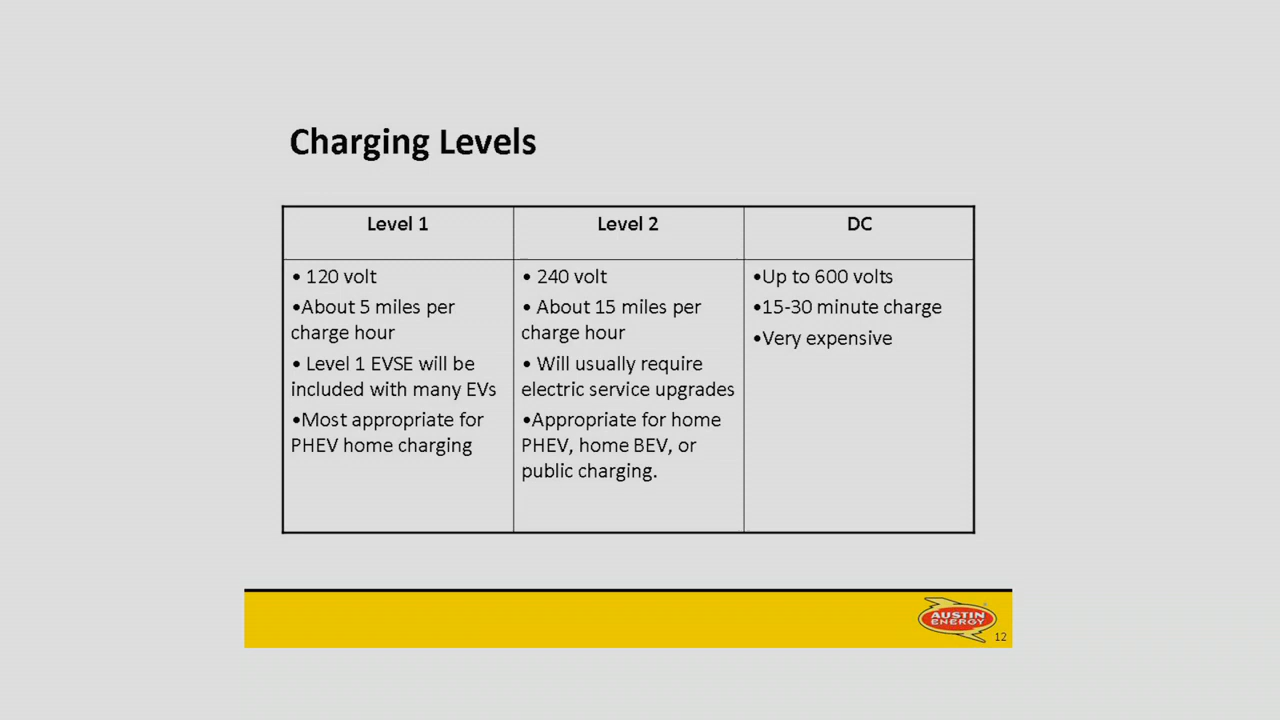 Charging Levels
Level 1
Level 2
DC
• 120 volt
•About 5 miles per
charge hour
• Level 1 EVSE will be
included with many EVs
•Most appropriate for
PHEV home charging
• 240 volt
• About 15 miles per
charge hour
• Will usually require
electric service upgrades
•Appropriate for home
PHEV, home BEV, or
public charging.
•Up to 600 volts
•15-30 minute charge
•Very expensive
AUSTIN
ENERGY
12